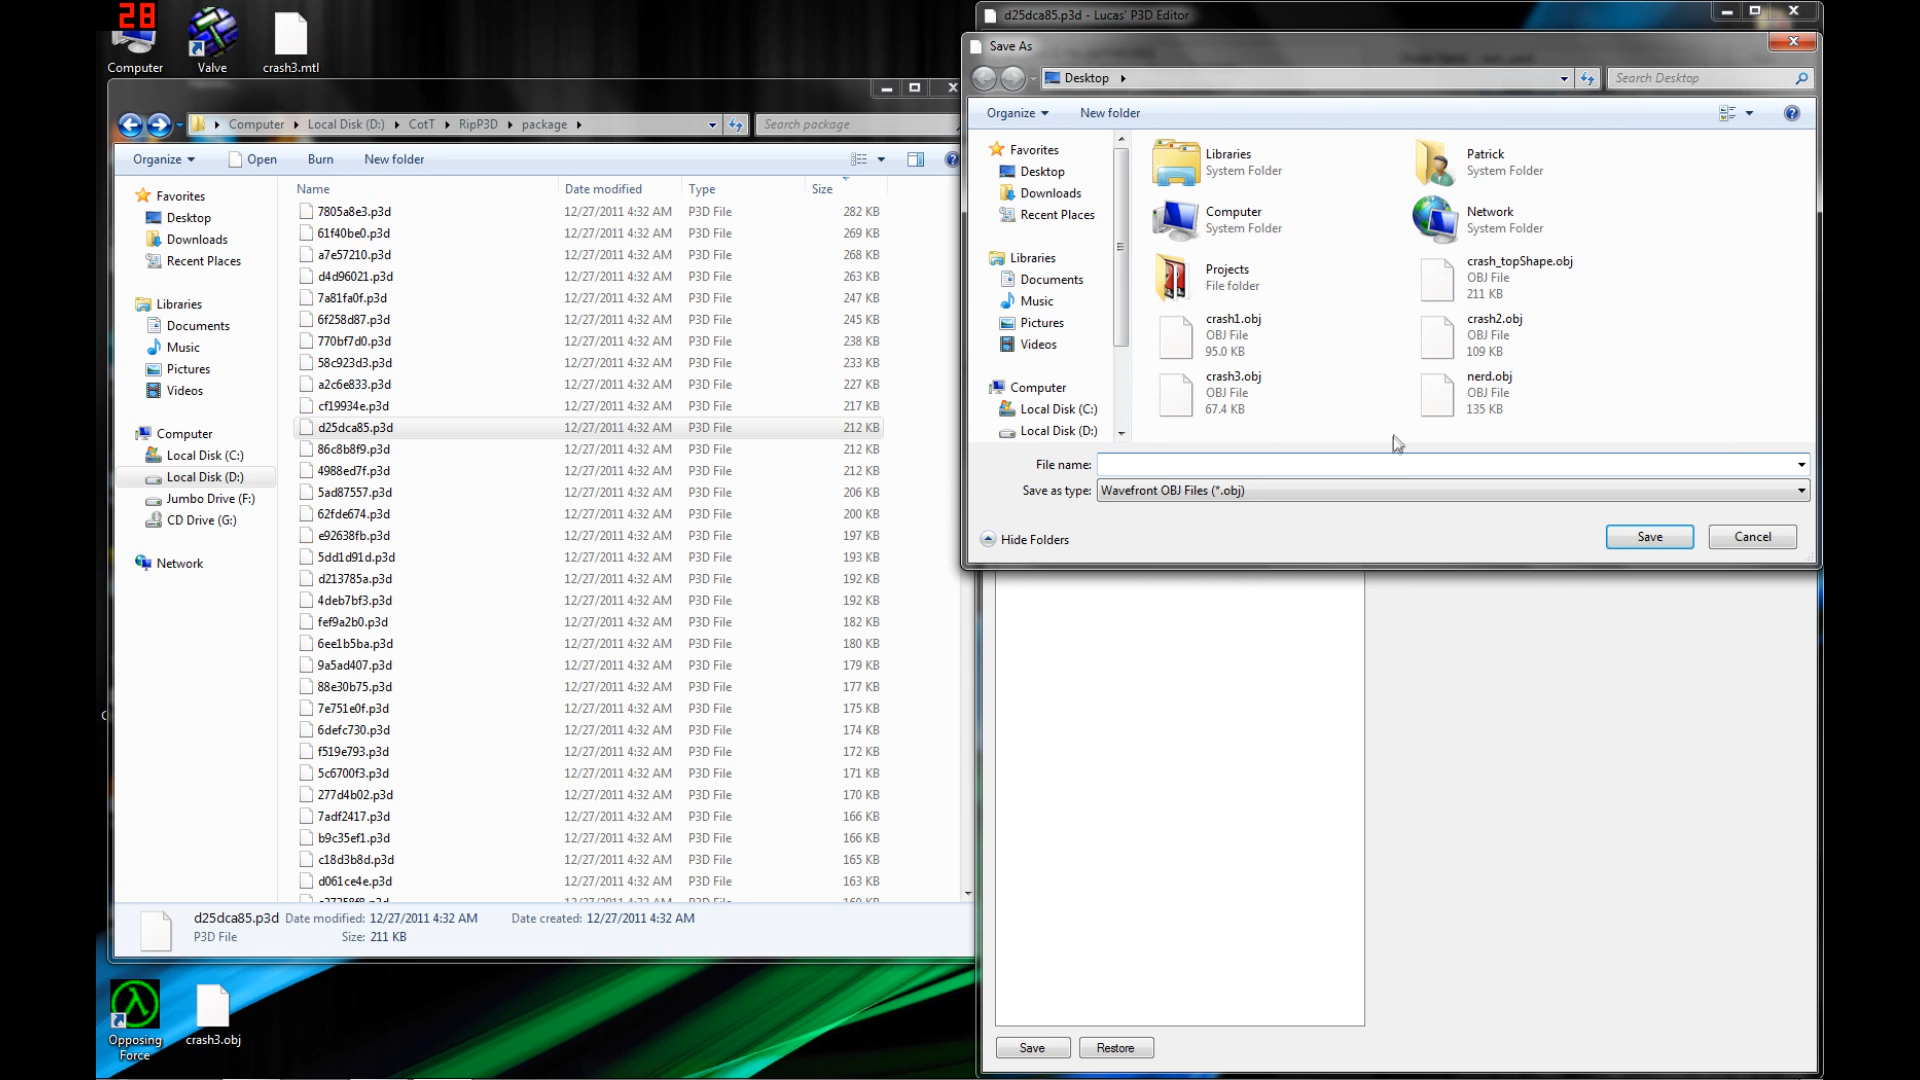 28
Computer
Valve
crash3.mtl
Computer
Local Disk (D:)
CotT
RipP3D
package
Search package
Organize
Open
Burn
New folder
Favorites
Desktop
Downloads
Recent Places
Libraries
Documents
Music
Pictures
Videos
Computer
Local Disk (C:)
Local Disk (D:)
Jumbo Drive (F:)
CD Drive (G:)
Network
Name Date modified Type Size
7805a8e3.p3d 12/27/2011 4:32 AM P3D File 282 KB
61f40be0.p3d 12/27/2011 4:32 AM P3D File 269 KB
a7e57210.p3d 12/27/2011 4:32 AM P3D File 268 KB
d4d96021.p3d 12/27/2011 4:32 AM P3D File 263 KB
7a81fa0f.p3d 12/27/2011 4:32 AM P3D File 247 KB
6f258d87.p3d 12/27/2011 4:32 AM P3D File 245 KB
770bf7d0.p3d 12/27/2011 4:32 AM P3D File 238 KB
58c923d3.p3d 12/27/2011 4:32 AM P3D File 233 KB
a2c6e833.p3d 12/27/2011 4:32 AM P3D File 227 KB
cf19934e.p3d 12/27/2011 4:32 AM P3D File 217 KB
d25dca85.p3d 12/27/2011 4:32 AM P3D File 212 KB
86c8b8f9.p3d 12/27/2011 4:32 AM P3D File 212 KB
4988ed7f.p3d 12/27/2011 4:32 AM P3D File 212 KB
5ad87557.p3d 12/27/2011 4:32 AM P3D File 206 KB
62fde674.p3d 12/27/2011 4:32 AM P3D File 200 KB
e92638fb.p3d 12/27/2011 4:32 AM P3D File 197 KB
5dd1d91d.p3d 12/27/2011 4:32 AM P3D File 193 KB
d213785a.p3d 12/27/2011 4:32 AM P3D File 192 KB
4deb7bf3.p3d 12/27/2011 4:32 AM P3D File 192 KB
fef9a2b0.p3d 12/27/2011 4:32 AM P3D File 182 KB
6ee1b5ba.p3d 12/27/2011 4:32 AM P3D File 180 KB
9a5ad407.p3d 12/27/2011 4:32 AM P3D File 179 KB
88e30b75.p3d 12/27/2011 4:32 AM P3D File 177 KB
7e751e0f.p3d 12/27/2011 4:32 AM P3D File 175 KB
6defc730.p3d 12/27/2011 4:32 AM P3D File 174 KB
f519e793.p3d 12/27/2011 4:32 AM P3D File 172 KB
5c6700f3.p3d 12/27/2011 4:32 AM P3D File 171 KB
277d4b02.p3d 12/27/2011 4:32 AM P3D File 170 KB
7adf2417.p3d 12/27/2011 4:32 AM P3D File 166 KB
b9c35ef1.p3d 12/27/2011 4:32 AM P3D File 166 KB
c18d3b8d.p3d 12/27/2011 4:32 AM P3D File 165 KB
d061ce4e.p3d 12/27/2011 4:32 AM P3D File 163 KB
d25dca85.p3d Date modified: 12/27/2011 4:32 AM Date created: 12/27/2011 4:32 AM
P3D File Size: 211 KB
Opposing
Force
crash3.obj
d25dca85.p3d - Lucas' P3D Editor
Save As
Desktop
Search Desktop
Organize
New folder
Favorites
Desktop
Downloads
Recent Places
Libraries
Documents
Music
Pictures
Videos
Computer
Local Disk (C:)
Local Disk (D:)
Libraries
System Folder
Patrick
System Folder
Computer
System Folder
Network
System Folder
Projects
File folder
crash_topShape.obj
OBJ File
211 KB
crash1.obj
OBJ File
95.0 KB
crash2.obj
OBJ File
109 KB
crash3.obj
OBJ File
67.4 KB
nerd.obj
OBJ File
135 KB
File name:
Save as type: Wavefront OBJ Files (*.obj)
Hide Folders
Save
Cancel
Save
Restore